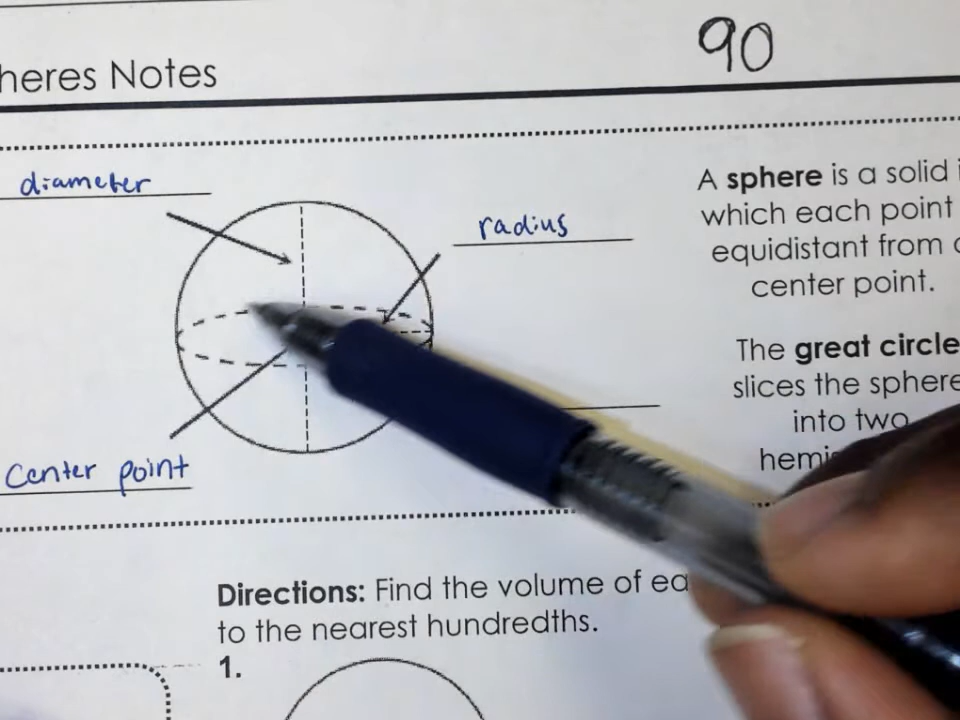 heres Notes
90
diameter
radius
Center point
A sphere is a solid
which each point
equidistant from
center point.
The great circle
slices the sphere
into two
Directions: Find the volume of
to the nearest hundredths.
1.